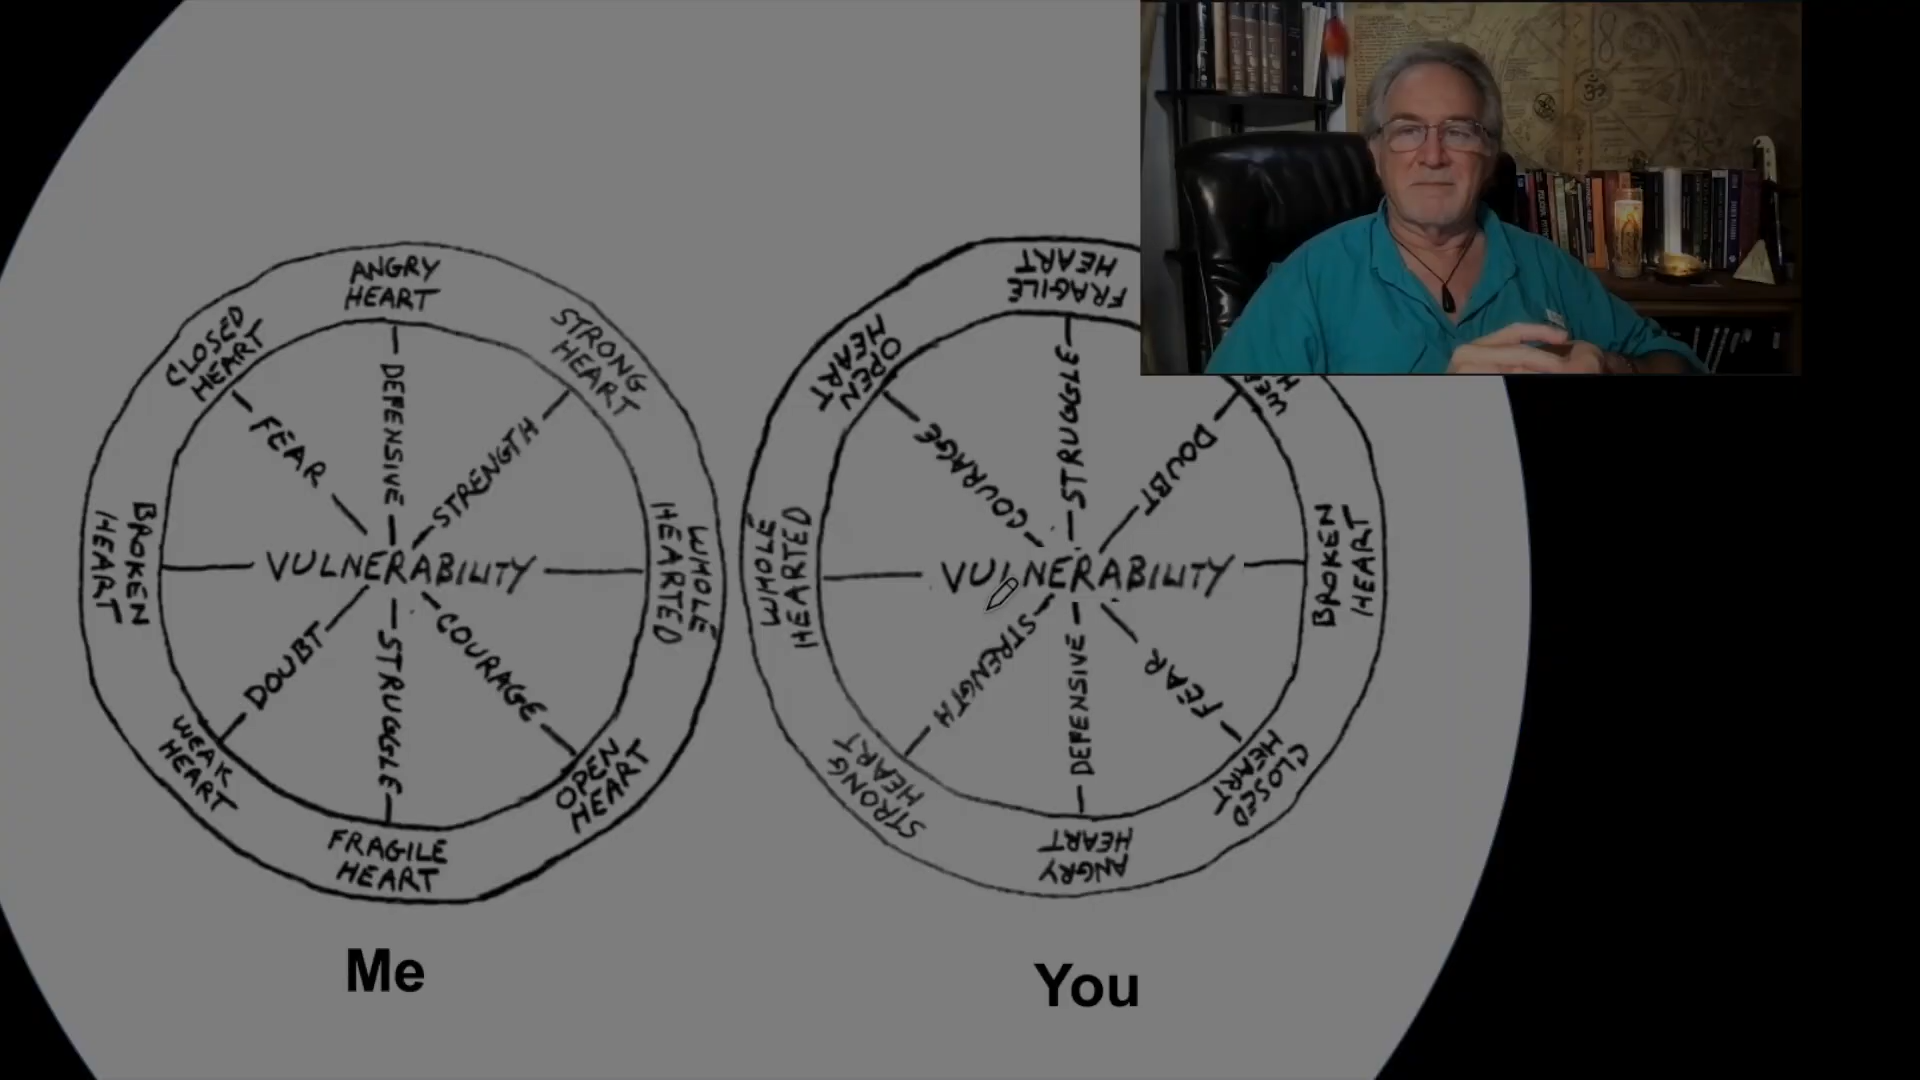 ANGRY
HEART
STRONG
HEART
WHOLE
HEARTED
OPEN
HEART
FRAGILE
HEART
WEAK
HEART
BROKEN
HEART
CLOSED
HEART
DEFENSIVE
STRENGTH
VULNERABILITY
COURAGE
STRUGGLE
DOUBT
FEAR
Me
FRAGILE
HEART
BROKEN
HEART
CLOSED
HEART
ANGRY
HEART
STRONG
HEART
WHOLE
HEARTED
OPEN
HEART
STRUGGLE
DOUBT
VULNERABILITY
FEAR
DEFENSIVE
STRENGTH
COURAGE
You